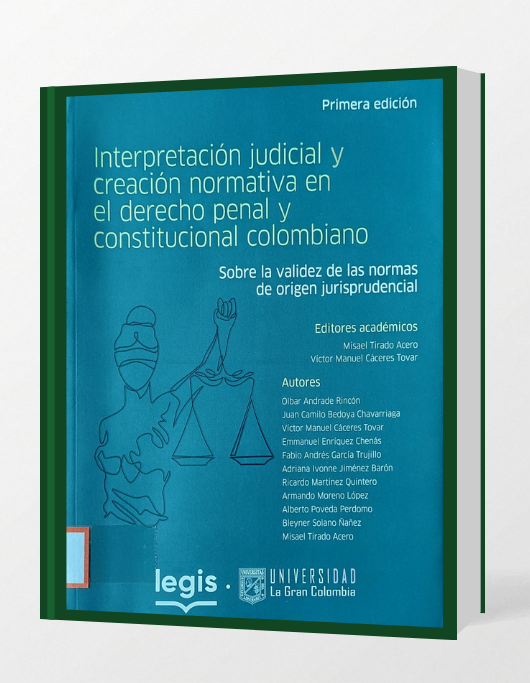 Primera edición
Interpretación judicial y
creación normativa en
el derecho penal y
constitucional colombiano
Sobre la validez de las normas
de origen jurisprudencial
Editores académicos
Misael Tirado Acero
Víctor Manuel Cáceres Tovar
Autores
Olbar Andrade Rincón
Juan Camilo Bedoya Chavarriaga
Víctor Manuel Cáceres Tovar
Emmanuel Enríquez Chenás
Fabio Andrés García Trujillo
Adriana Ivonne Jiménez Barón
Ricardo Martínez Quintero
Armando Moreno López
Alberto Poveda Perdomo
Bleyner Solano Ñañez
Misael Tirado Acero
legis
UNIVERSIDAD
La Gran Colombia